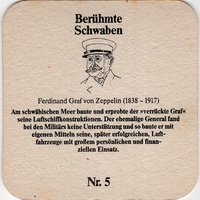 Berühmte
Schwaben
Ferdinand Graf von Zeppelin (1838 – 1917)
Am schwäbischen Meer baute und erprobte der »verrückte Graf«
seine Luftschiffkonstruktionen. Der ehemalige General fand
bei den Militärs keine Unterstützung und so baute er mit
eigenen Mitteln seine, später erfolgreichen, Luft-
fahrzeuge mit großem persönlichen und finan-
ziellen Einsatz.
Nr. 5